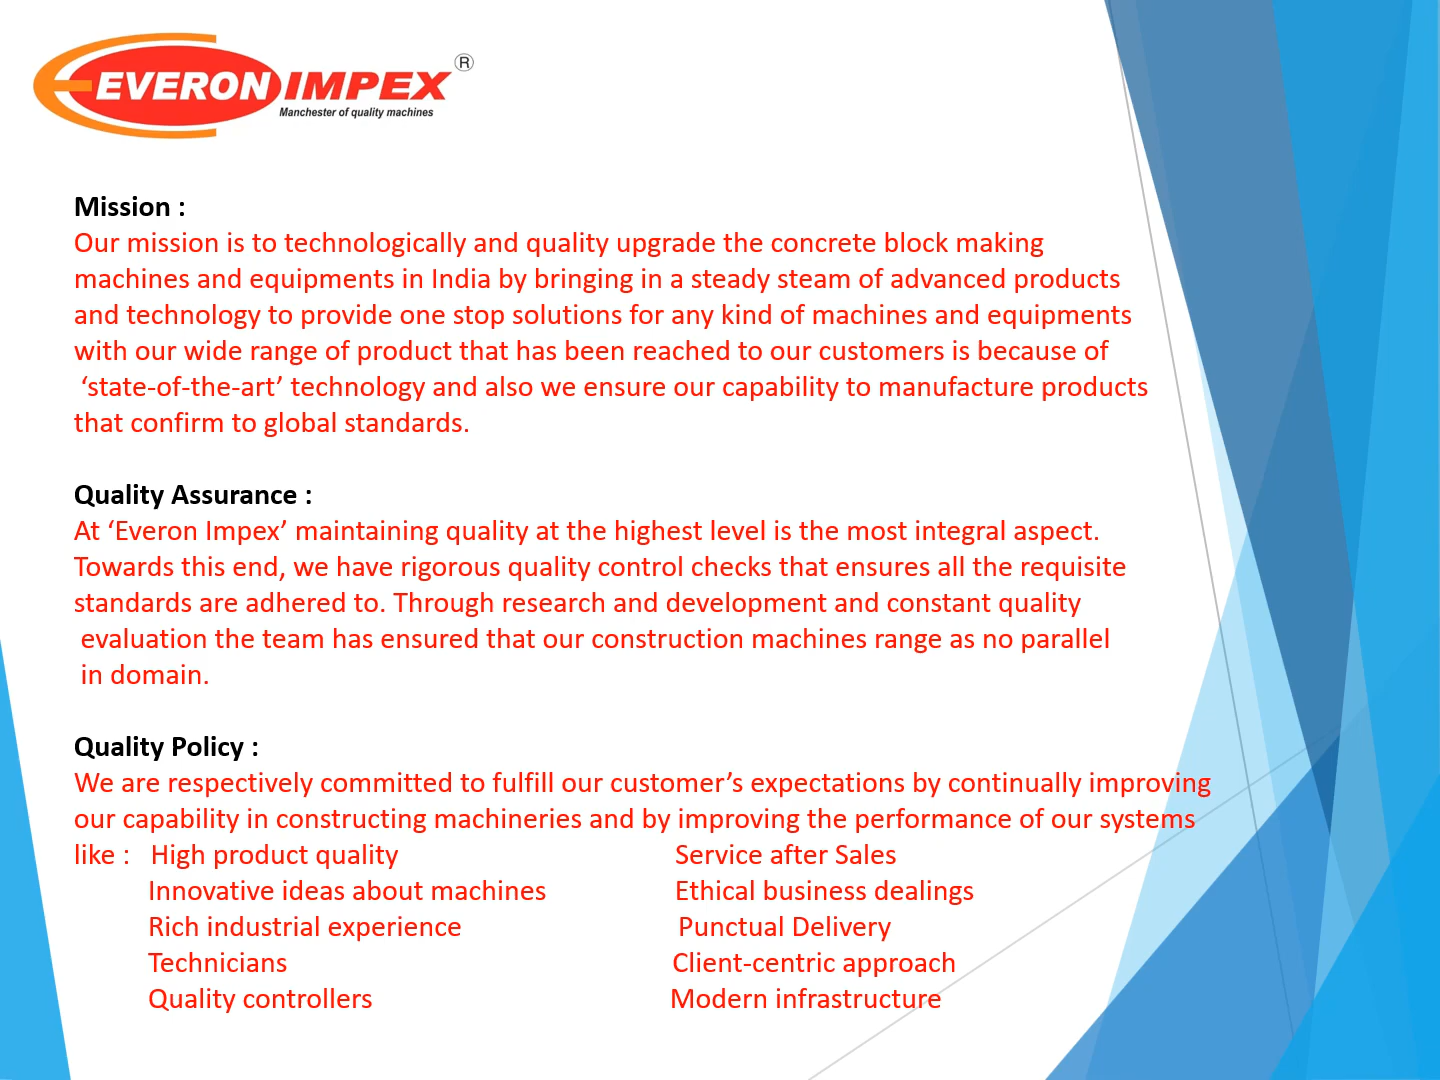 EVERON IMPEX ®
Manchester of quality machines
Mission :
Our mission is to technologically and quality upgrade the concrete block making
machines and equipments in India by bringing in a steady steam of advanced products
and technology to provide one stop solutions for any kind of machines and equipments
with our wide range of product that has been reached to our customers is because of
‘state-of-the-art’ technology and also we ensure our capability to manufacture products
that confirm to global standards.
Quality Assurance :
At ‘Everon Impex’ maintaining quality at the highest level is the most integral aspect.
Towards this end, we have rigorous quality control checks that ensures all the requisite
standards are adhered to. Through research and development and constant quality
evaluation the team has ensured that our construction machines range as no parallel
in domain.
Quality Policy :
We are respectively committed to fulfill our customer’s expectations by continually improving
our capability in constructing machineries and by improving the performance of our systems
like : High product quality Service after Sales
Innovative ideas about machines Ethical business dealings
Rich industrial experience Punctual Delivery
Technicians Client-centric approach
Quality controllers Modern infrastructure